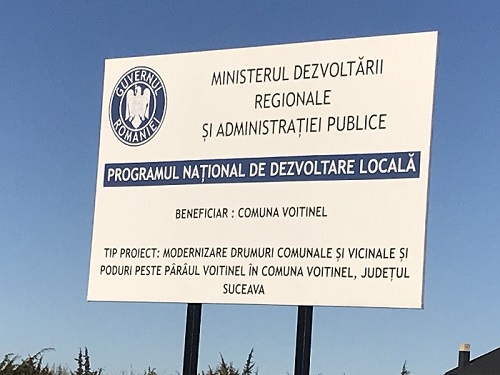 GUVERNUL ROMÂNIEI
MINISTERUL DEZVOLTĂRII
REGIONALE
ȘI ADMINISTRAȚIEI PUBLICE
PROGRAMUL NAȚIONAL DE DEZVOLTARE LOCALĂ
BENEFICIAR : COMUNA VOITINEL
TIP PROIECT: MODERNIZARE DRUMURI COMUNALE ȘI VICINALE ȘI
PODURI PESTE PÂRÂUL VOITINEL ÎN COMUNA VOITINEL, JUDEȚUL
SUCEAVA